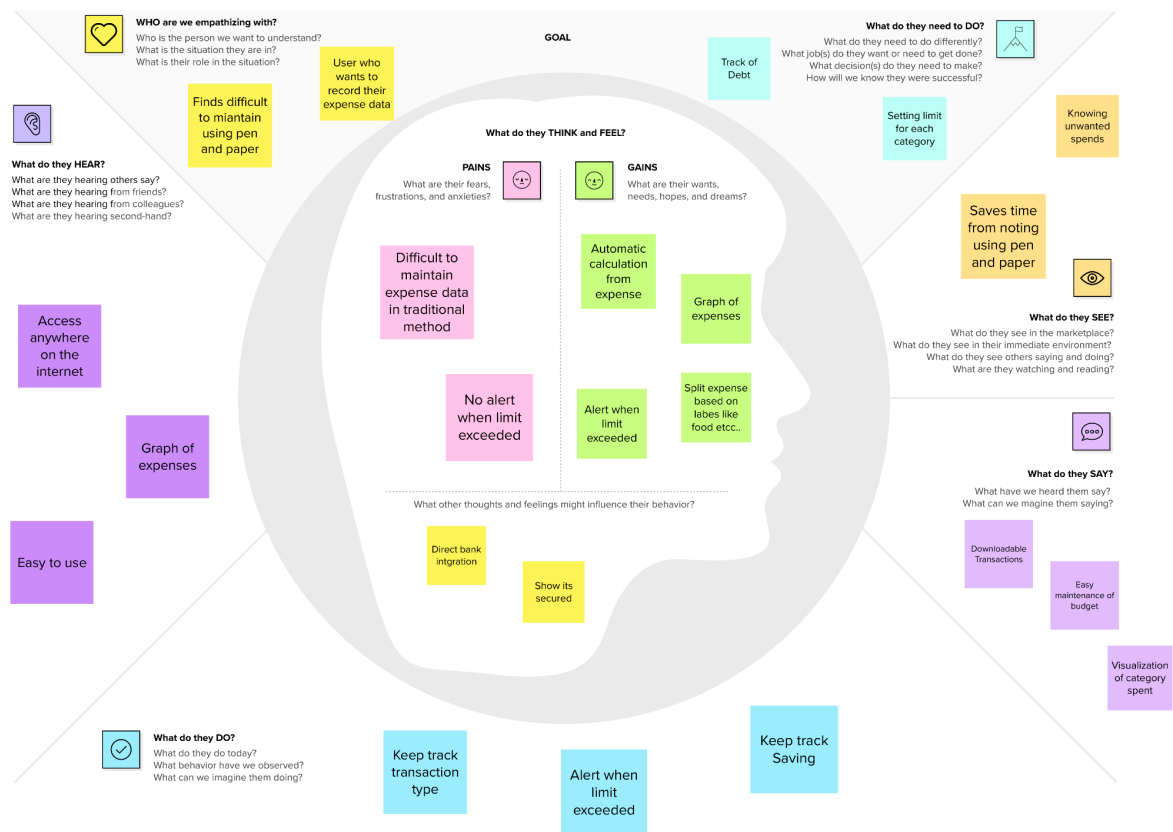 WHO are we empathizing with?
Who is the person we want to understand?
What is the situation they are in?
What is their role in the situation?
User who
wants to
record their
expense data
Finds difficult
to miantain
using pen
and paper
GOAL
What do they need to DO?
What do they need to do differently?
What job(s) do they want or need to get done?
What decision(s) do they need to make?
How will we know they were successful?
Track of
Debt
Setting limit
for each
category
What do they HEAR?
What are they hearing others say?
What are they hearing from friends?
What are they hearing from colleagues?
What are they hearing second-hand?
Access
anywhere
on the
internet
Graph of
expenses
Easy to use
What do they THINK and FEEL?
PAINS
What are their fears,
frustrations, and anxieties?
Difficult to
maintain
expense data
in traditional
method
No alert
when limit
exceeded
GAINS
What are their wants,
needs, hopes, and dreams?
Automatic
calculation
from
expense
Graph of
expenses
Alert when
limit
exceeded
Split expense
based on
labes like
food etcc..
What other thoughts and feelings might influence their behavior?
Direct bank
intgration
Show its
secured
Knowing
unwanted
spends
Saves time
from noting
using pen
and paper
What do they SEE?
What do they see in the marketplace?
What do they see in their immediate environment?
What do they see others saying and doing?
What are they watching and reading?
What do they SAY?
What have we heard them say?
What can we magine them saying?
Downloadable
Transactions
Easy
maintenance of
budget
Visualization
of category
spent
What do they DO?
What do they do today?
What behavior have we observed?
What can we imagine them doing?
Keep track
transaction
type
Alert when
limit
exceeded
Keep track
Saving